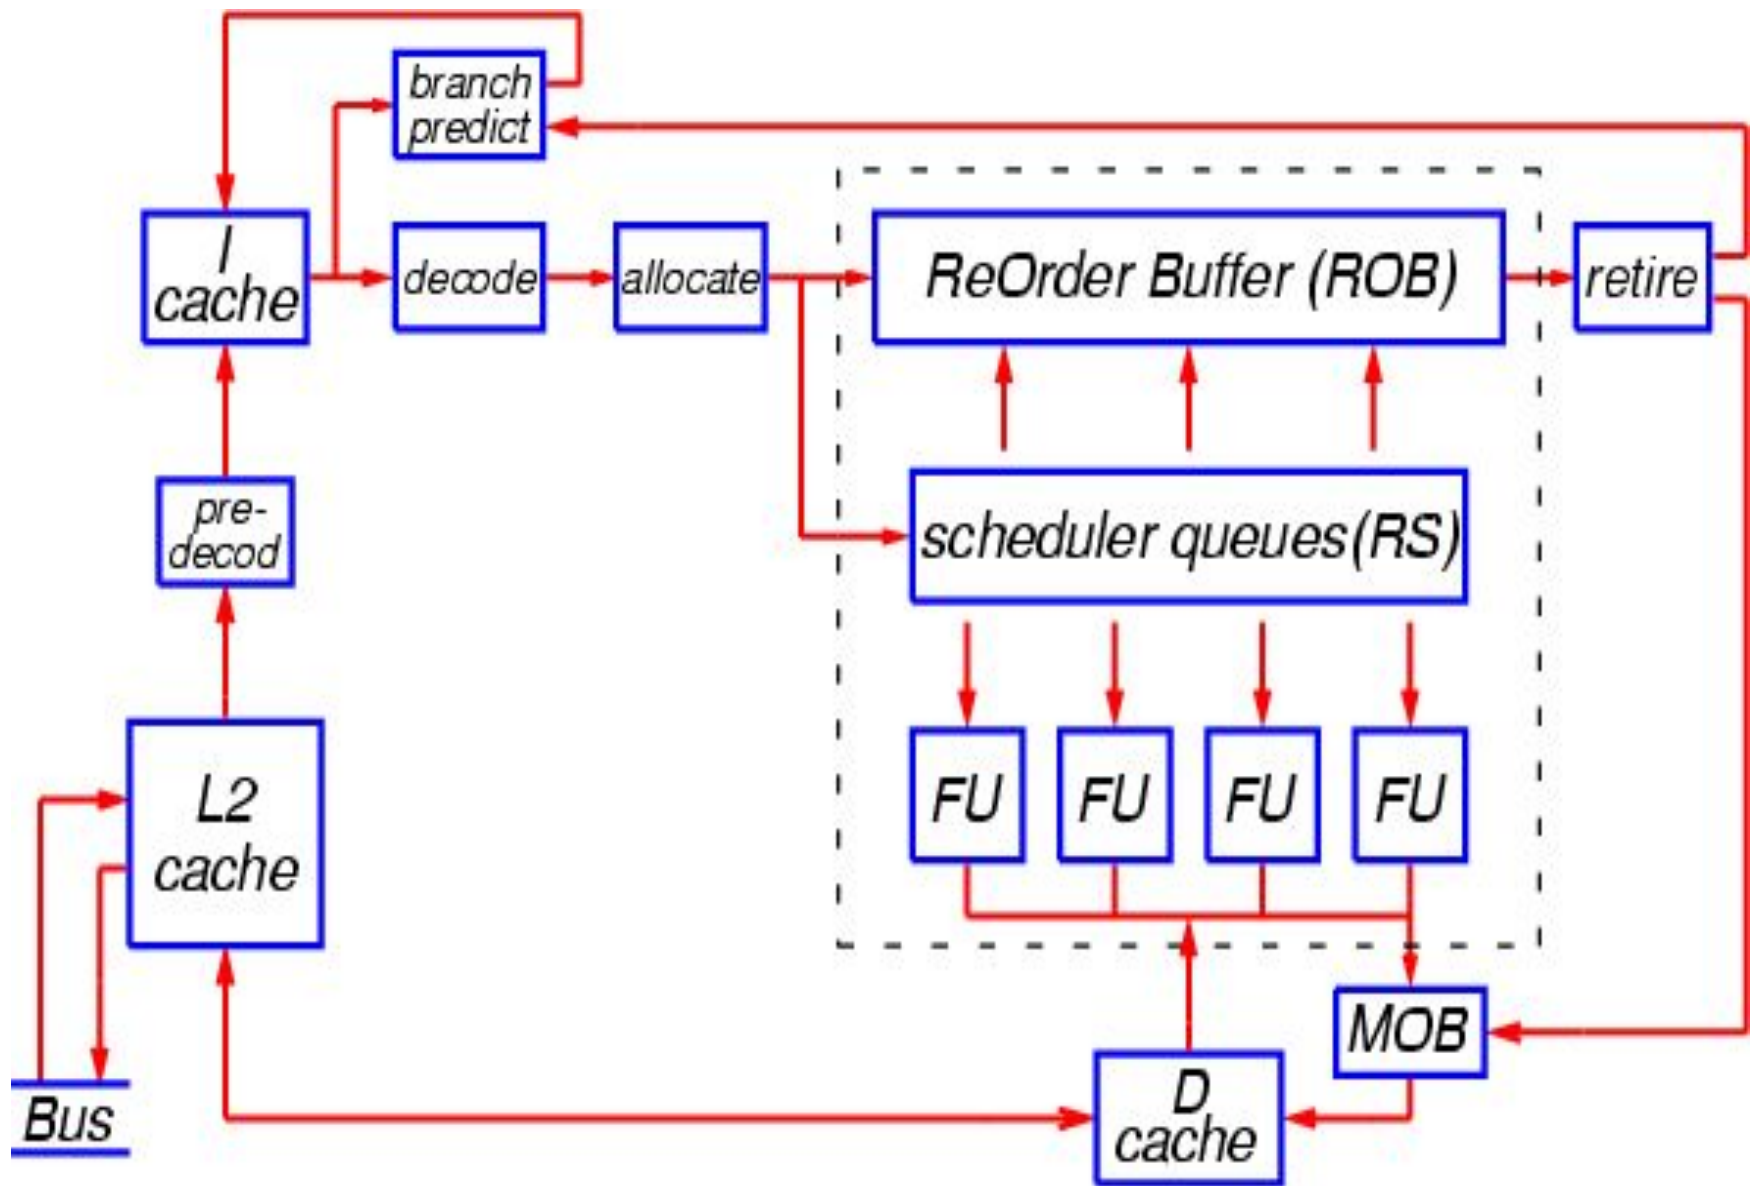 branch
predict
I
cache
decode
allocate
ReOrder Buffer (ROB)
retire
pre-
decod
scheduler queues(RS)
L2
cache
FU
FU
FU
FU
MOB
D
cache
Bus